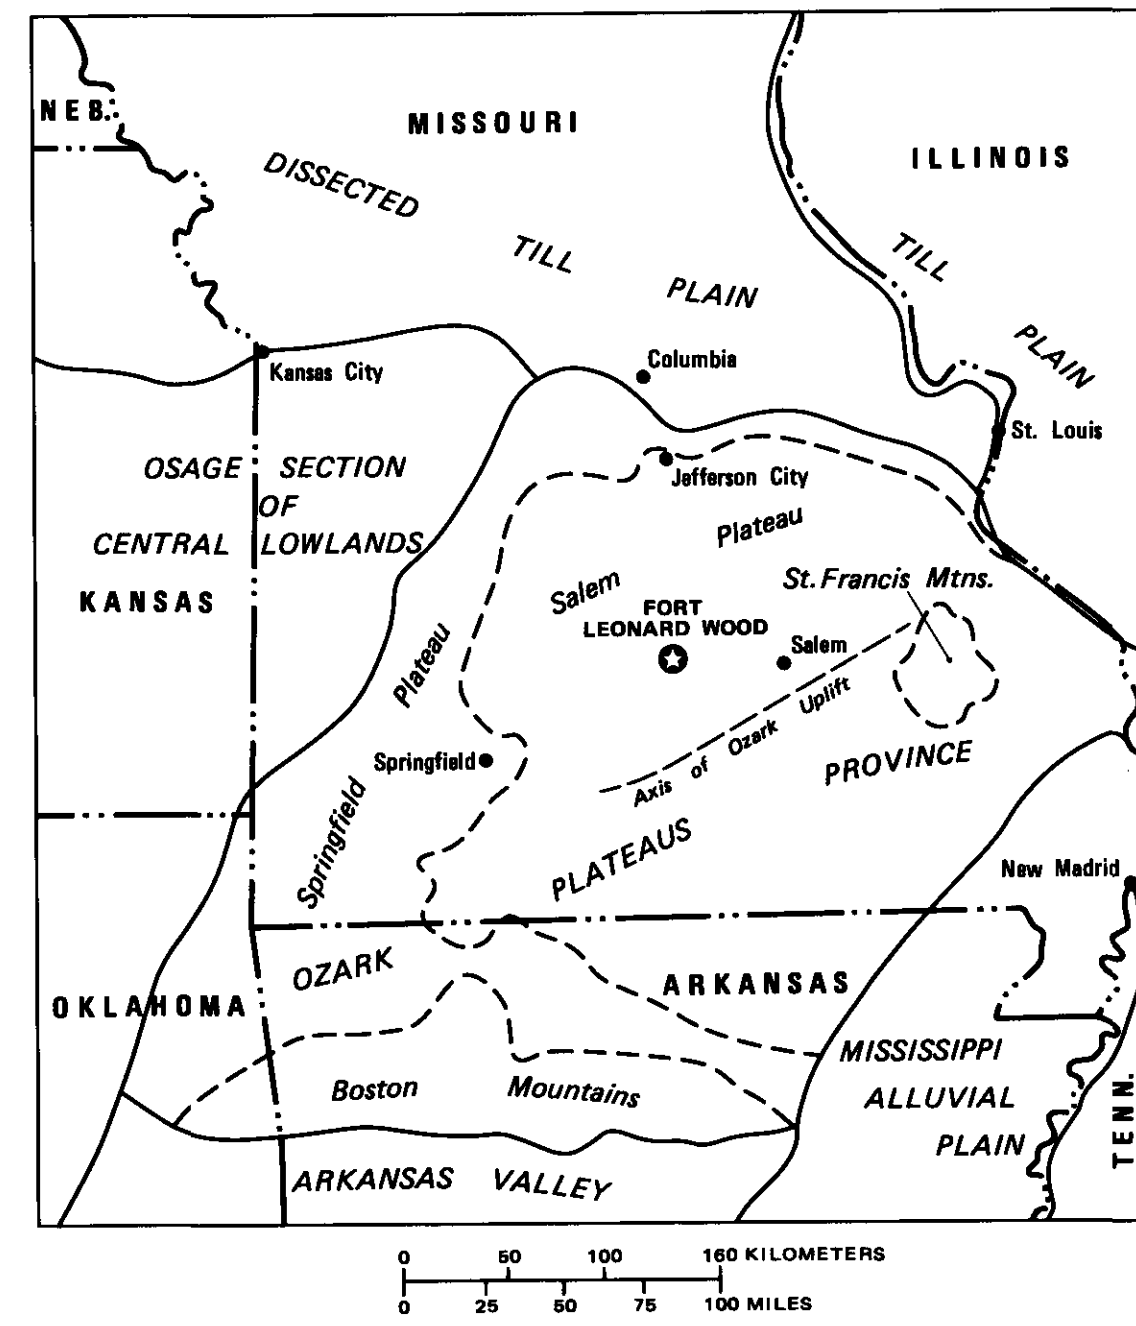 NEB.
MISSOURI
ILLINOIS
DISSECTED TILL PLAIN
TILL PLAIN
Kansas City
Columbia
St. Louis
OSAGE SECTION
OF
CENTRAL LOWLANDS
Jefferson City
KANSAS
Salem Plateau
St. Francis Mtns.
FORT
LEONARD WOOD
Salem
Springfield Plateau
Springfield
Axis of Ozark Uplift
OZARK PLATEAUS PROVINCE
New Madrid
OKLAHOMA
ARKANSAS
MISSISSIPPI
ALLUVIAL
PLAIN
TENN.
Boston Mountains
ARKANSAS VALLEY
0 50 100 160 KILOMETERS
0 25 50 75 100 MILES